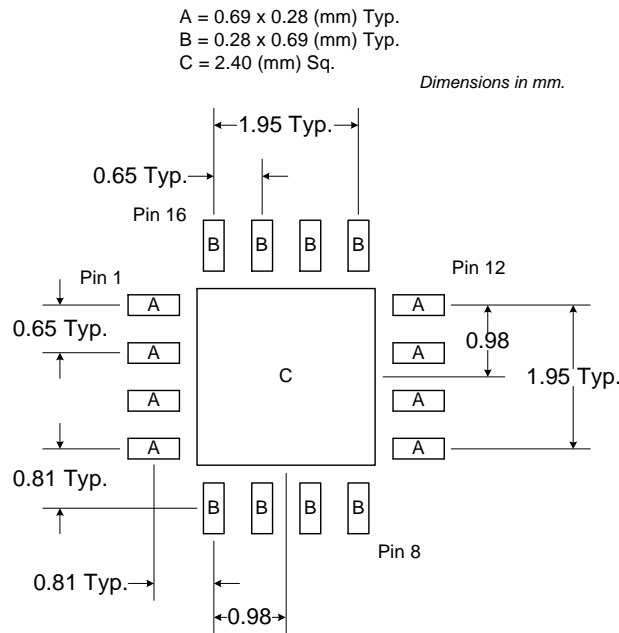 A = 0.69 x 0.28 (mm) Typ.
B = 0.28 x 0.69 (mm) Typ.
C = 2.40 (mm) Sq.
Dimensions in mm.
1.95 Typ.
0.65 Typ.
Pin 16
B B B B
Pin 1
Pin 12
A A
0.65 Typ.
0.98
A A
C
1.95 Typ.
A A
A A
0.81 Typ.
B B B B
Pin 8
0.81 Typ.
0.98